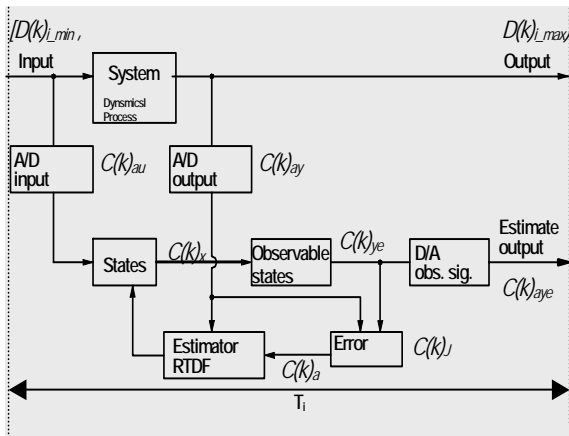 [D(k)i_min ,
D(k)i_max]
Input
System
Output
Dynsmicsl
Process
A/D
input
C(k)au
A/D
output
C(k)ay
States
C(k)x
Observable
states
C(k)ye
D/A
obs. sig.
Estimate
output
C(k)aye
Estimator
RTDF
C(k)a
Error
C(k)J
Ti